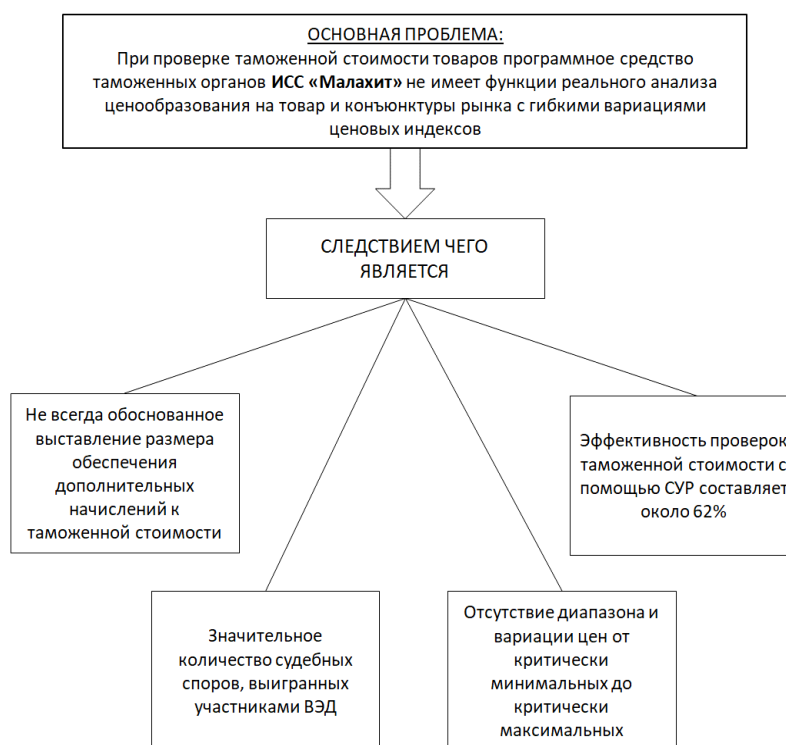 ОСНОВНАЯ ПРОБЛЕМА:
При проверке таможенной стоимости товаров программное средство
таможенных органов ИСС «Малахит» не имеет функции реального анализа
ценообразования на товар и конъюнктуры рынка с гибкими вариациями
ценовых индексов
СЛЕДСТВИЕМ ЧЕГО
ЯВЛЯЕТСЯ
Не всегда обоснованное
выставление размера
обеспечения
дополнительных
начислений к
таможенной стоимости
Эффективность проверок
таможенной стоимости с
помощью СУР составляет
около 62%
Значительное
количество судебных
споров, выигранных
участниками ВЭД
Отсутствие диапазона и
вариации цен от
критически
минимальных до
критически
максимальных